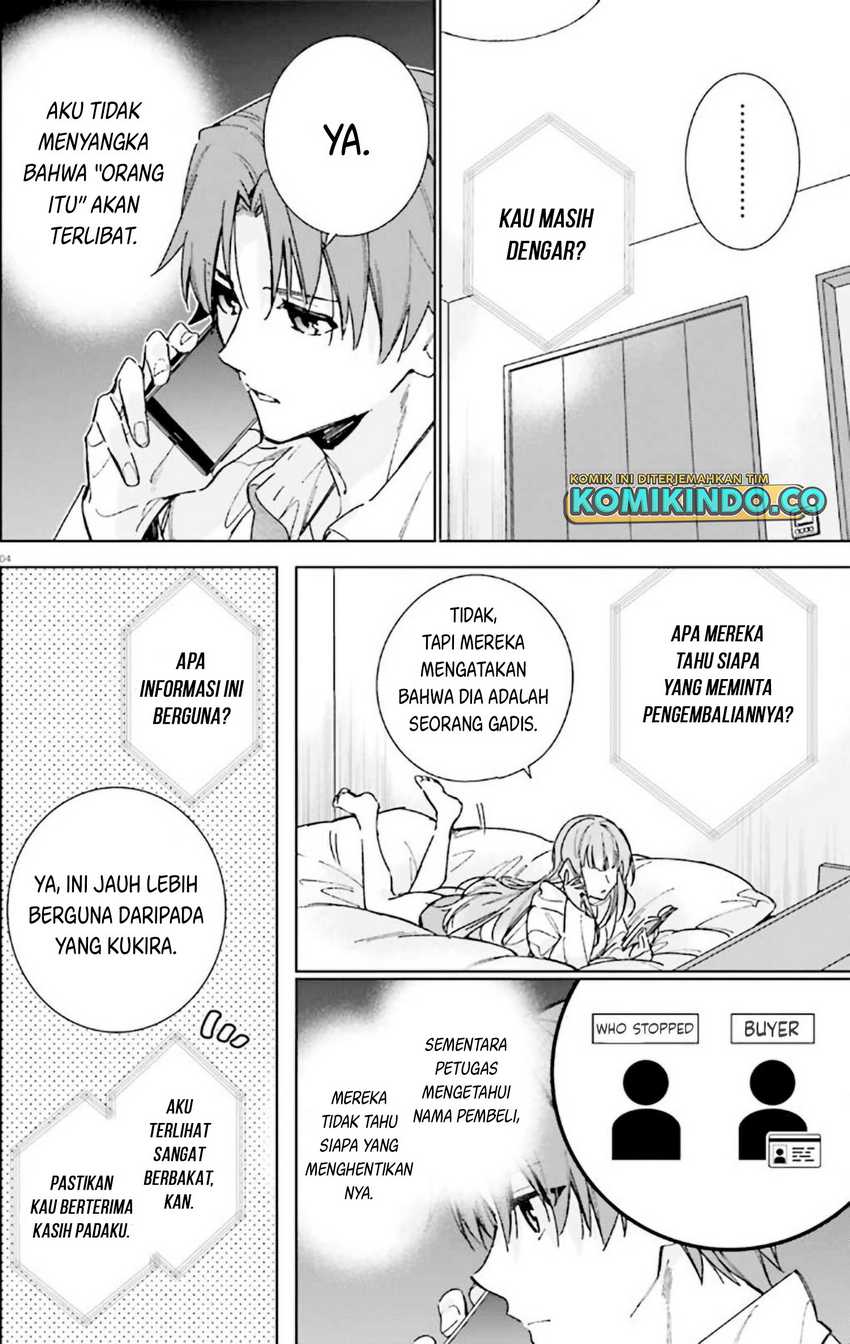 ............
KAU MASIH
DENGAR?
KOMIK INI DITERJEMAHKAN TIM
KOMIKINDO.CO
YA.
AKU TIDAK
MENYANGKA
BAHWA "ORANG
ITU" AKAN
TERLIBAT.
04
APA MEREKA
TAHU SIAPA
YANG MEMINTA
PENGEMBALIANNYA?
TIDAK,
TAPI MEREKA
MENGATAKAN
BAHWA DIA ADALAH
SEORANG GADIS.
WHO STOPPED
BUYER
SEMENTARA
PETUGAS
MENGETAHUI
NAMA PEMBELI,
MEREKA
TIDAK TAHU
SIAPA YANG
MENGHENTIKAN
NYA.
APA
INFORMASI INI
BERGUNA?
YA, INI JAUH LEBIH
BERGUNA DARIPADA
YANG KUKIRA.
AKU
TERLIHAT
SANGAT
BERBAKAT,
KAN.
PASTIKAN
KAU BERTERIMA
KASIH PADAKU.